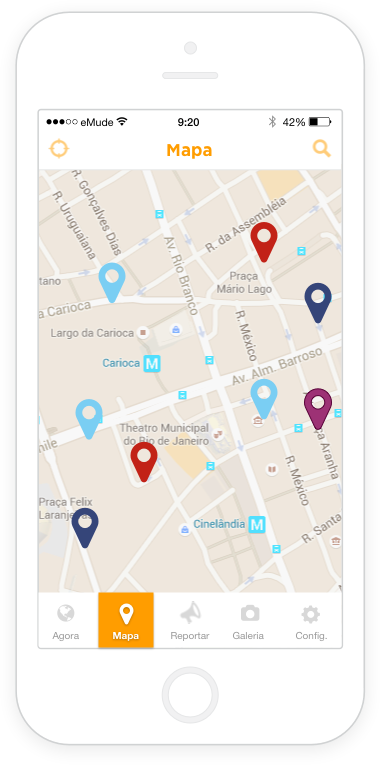 eMude
9:20
42%
Mapa
R. Gonçalves Dias
R. Uruguaiana
R. da Assembléia
Av. Rio Branco
Praça
Mário Lago
tano
a Carioca
R. México
Largo da Carioca
Carioca M
Av. Alm. Barroso
hile
Theatro Municipal
do Rio de Janeiro
ça Aranha
R. México
Praça Felix
Laranje
Cinelândia M
R. Santa
Agora
Mapa
Reportar
Galeria
Config.